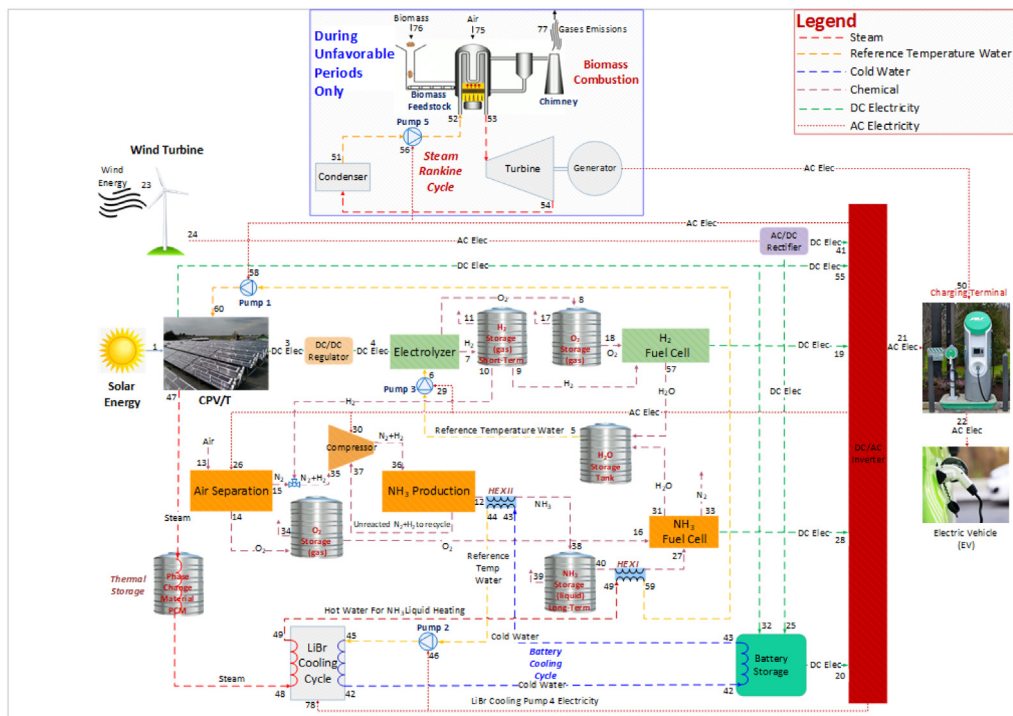 During
Unfavorable
Periods
Only
Biomass
76
Air
75
77
Gases Emissions
Biomass
Combustion
Biomass
Feedstock
Chimney
52
53
Pump 5
56
51
Condenser
Steam
Rankine
Cycle
Turbine
Generator
54
Legend
Steam
Reference Temperature Water
Cold Water
Chemical
DC Electricity
AC Electricity
Wind Turbine
Wind
Energy
23
24
AC Elec
AC Elec
AC Elec
AC/DC
Rectifier
DC Elec
41
DC Elec
DC Elec
55
58
Pump 1
60
50
Charging Terminal
1
Solar
Energy
CPV/T
47
3
DC Elec
DC/DC
Regulator
4
DC Elec
Electrolyzer
O₂
8
11
H₂
7
H₂
Storage
(gas)
Short-Term
10
9
17
O₂
Storage
(gas)
18
O₂
H₂
Fuel Cell
57
DC Elec
19
21
AC Elec
22
AC Elec
DC Elec
6
Pump 3
29
H₂
H₂
H₂O
AC Elec
DC/AC
Inverter
Electric Vehicle
(EV)
Air
13
26
Air Separation
14
N₂
15
N₂+H₂
35
30
Compressor
37
N₂+H₂
36
NH₃ Production
Reference Temperature Water
5
H₂O
Storage
Tank
H₂O
N₂
12
HEXII
44
43
NH₃
31
33
NH₃
Fuel Cell
16
27
DC Elec
28
34
O₂
Storage
(gas)
O₂
Unreacted N₂+H₂ to recycle
O₂
Reference
Temp
Water
38
NH₃
Storage
(liquid)
Long-Term
39
40
HEXI
49
59
Steam
Thermal
Storage
Phase
Change
Material
PCM
Hot Water For NH₃ Liquid Heating
49
45
LiBr
Cooling
Cycle
48
42
78
Steam
Pump 2
46
Cold Water
Battery
Cooling
Cycle
Cold Water
43
42
32
25
Battery
Storage
DC Elec
20
LiBr Cooling Pump 4 Electricity